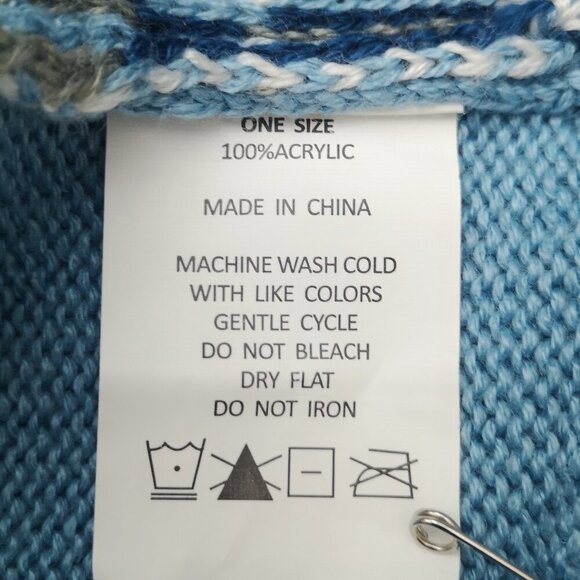 ONE SIZE
100%ACRYLIC
MADE IN CHINA
MACHINE WASH COLD
WITH LIKE COLORS
GENTLE CYCLE
DO NOT BLEACH
DRY FLAT
DO NOT IRON